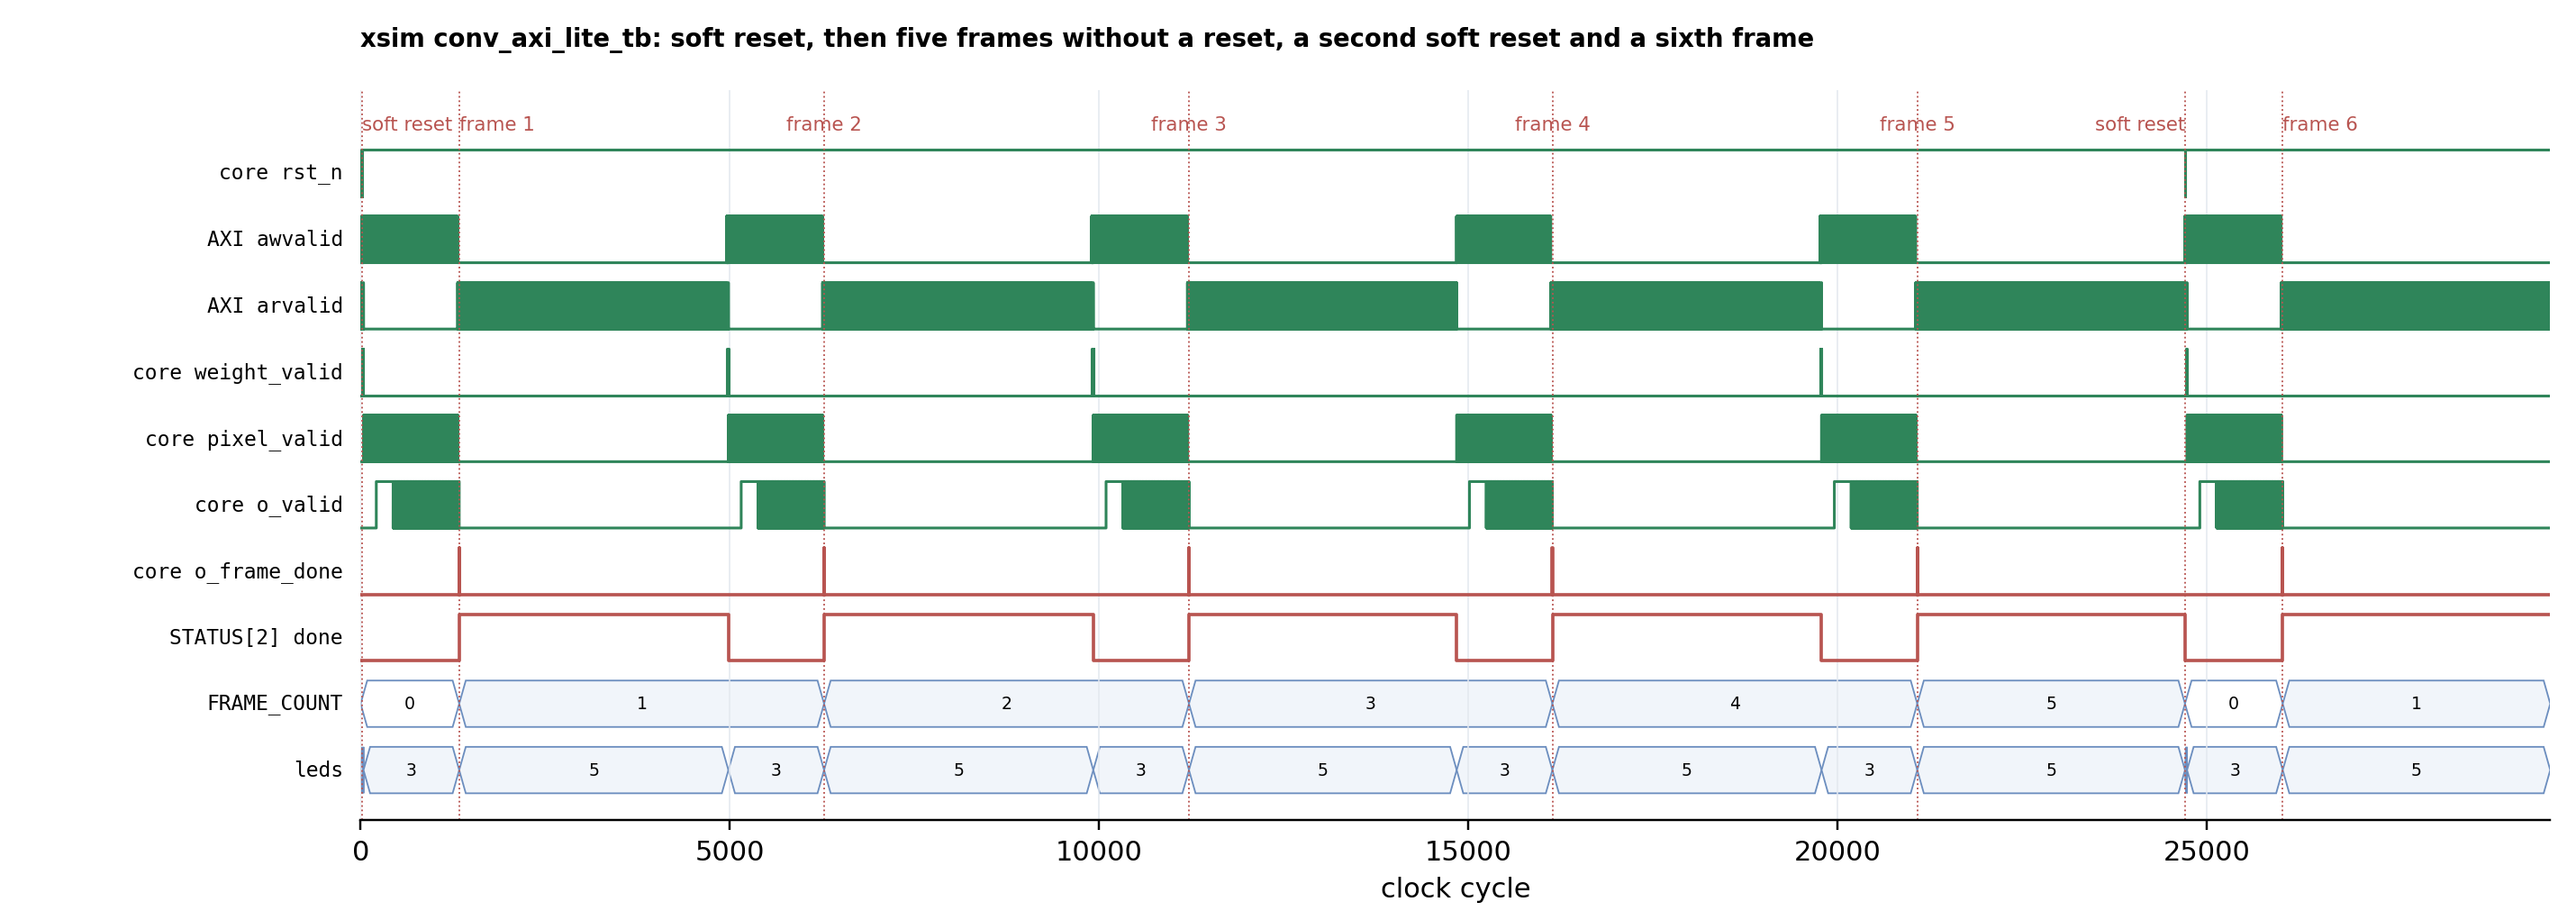 xsim conv_axi_lite_tb: soft reset, then five frames without a reset, a second soft reset and a sixth frame
soft reset frame 1 frame 2 frame 3 frame 4 frame 5 soft reset frame 6
core rst_n
AXI awvalid
AXI arvalid
core weight_valid
core pixel_valid
core o_valid
core o_frame_done
STATUS[2] done
FRAME_COUNT 0 1 2 3 4 5 0 1
leds 3 5 3 5 3 5 3 5 3 5 3 5
0 5000 10000 15000 20000 25000
clock cycle